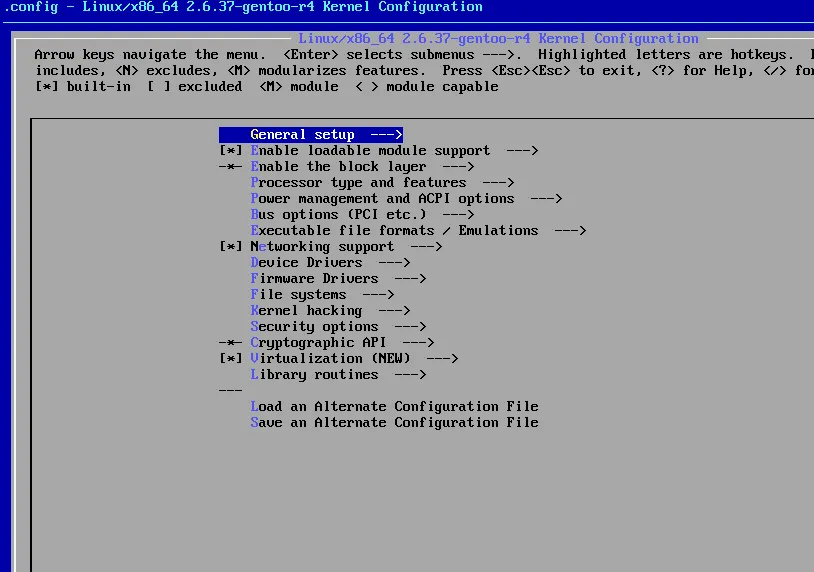 .config - Linux/x86_64 2.6.37-gentoo-r4 Kernel Configuration
Linux/x86_64 2.6.37-gentoo-r4 Kernel Configuration
Arrow keys navigate the menu.  <Enter> selects submenus --->.  Highlighted letters are hotkeys.
includes, <N> excludes, <M> modularizes features.  Press <Esc><Esc> to exit, <?> for Help, </> fo
[*] built-in  [ ] excluded  <M> module  < > module capable
General setup  --->
[*] Enable loadable module support  --->
-*- Enable the block layer  --->
Processor type and features  --->
Power management and ACPI options  --->
Bus options (PCI etc.)  --->
Executable file formats / Emulations  --->
[*] Networking support  --->
Device Drivers  --->
Firmware Drivers  --->
File systems  --->
Kernel hacking  --->
Security options  --->
-*- Cryptographic API  --->
[*] Virtualization (NEW)  --->
Library routines  --->
---
Load an Alternate Configuration File
Save an Alternate Configuration File